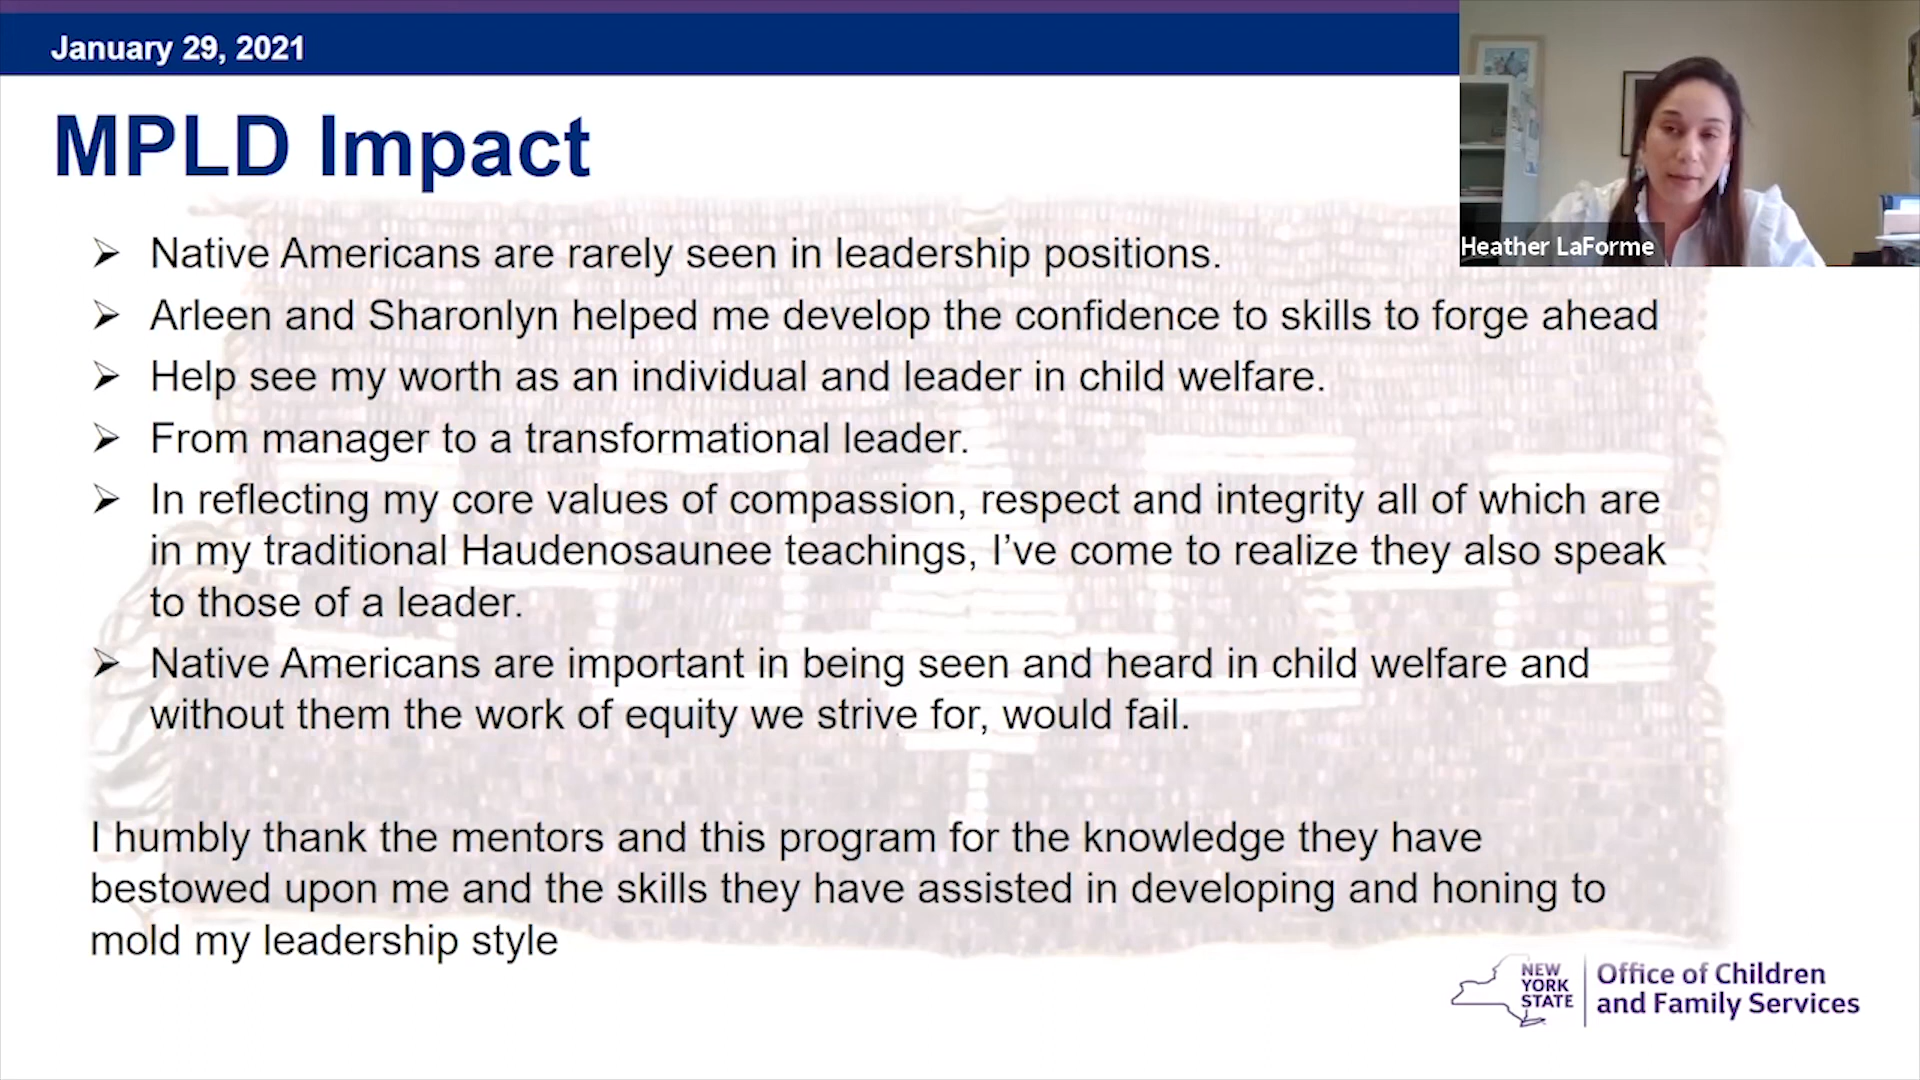 January 29, 2021
MPLD Impact
Heather LaForme
➢ Native Americans are rarely seen in leadership positions.
➢ Arleen and Sharonlyn helped me develop the confidence to skills to forge ahead
➢ Help see my worth as an individual and leader in child welfare.
➢ From manager to a transformational leader.
➢ In reflecting my core values of compassion, respect and integrity all of which are
in my traditional Haudenosaunee teachings, I’ve come to realize they also speak
to those of a leader.
➢ Native Americans are important in being seen and heard in child welfare and
without them the work of equity we strive for, would fail.
I humbly thank the mentors and this program for the knowledge they have
bestowed upon me and the skills they have assisted in developing and honing to
mold my leadership style
NEW
YORK
STATE
Office of Children
and Family Services